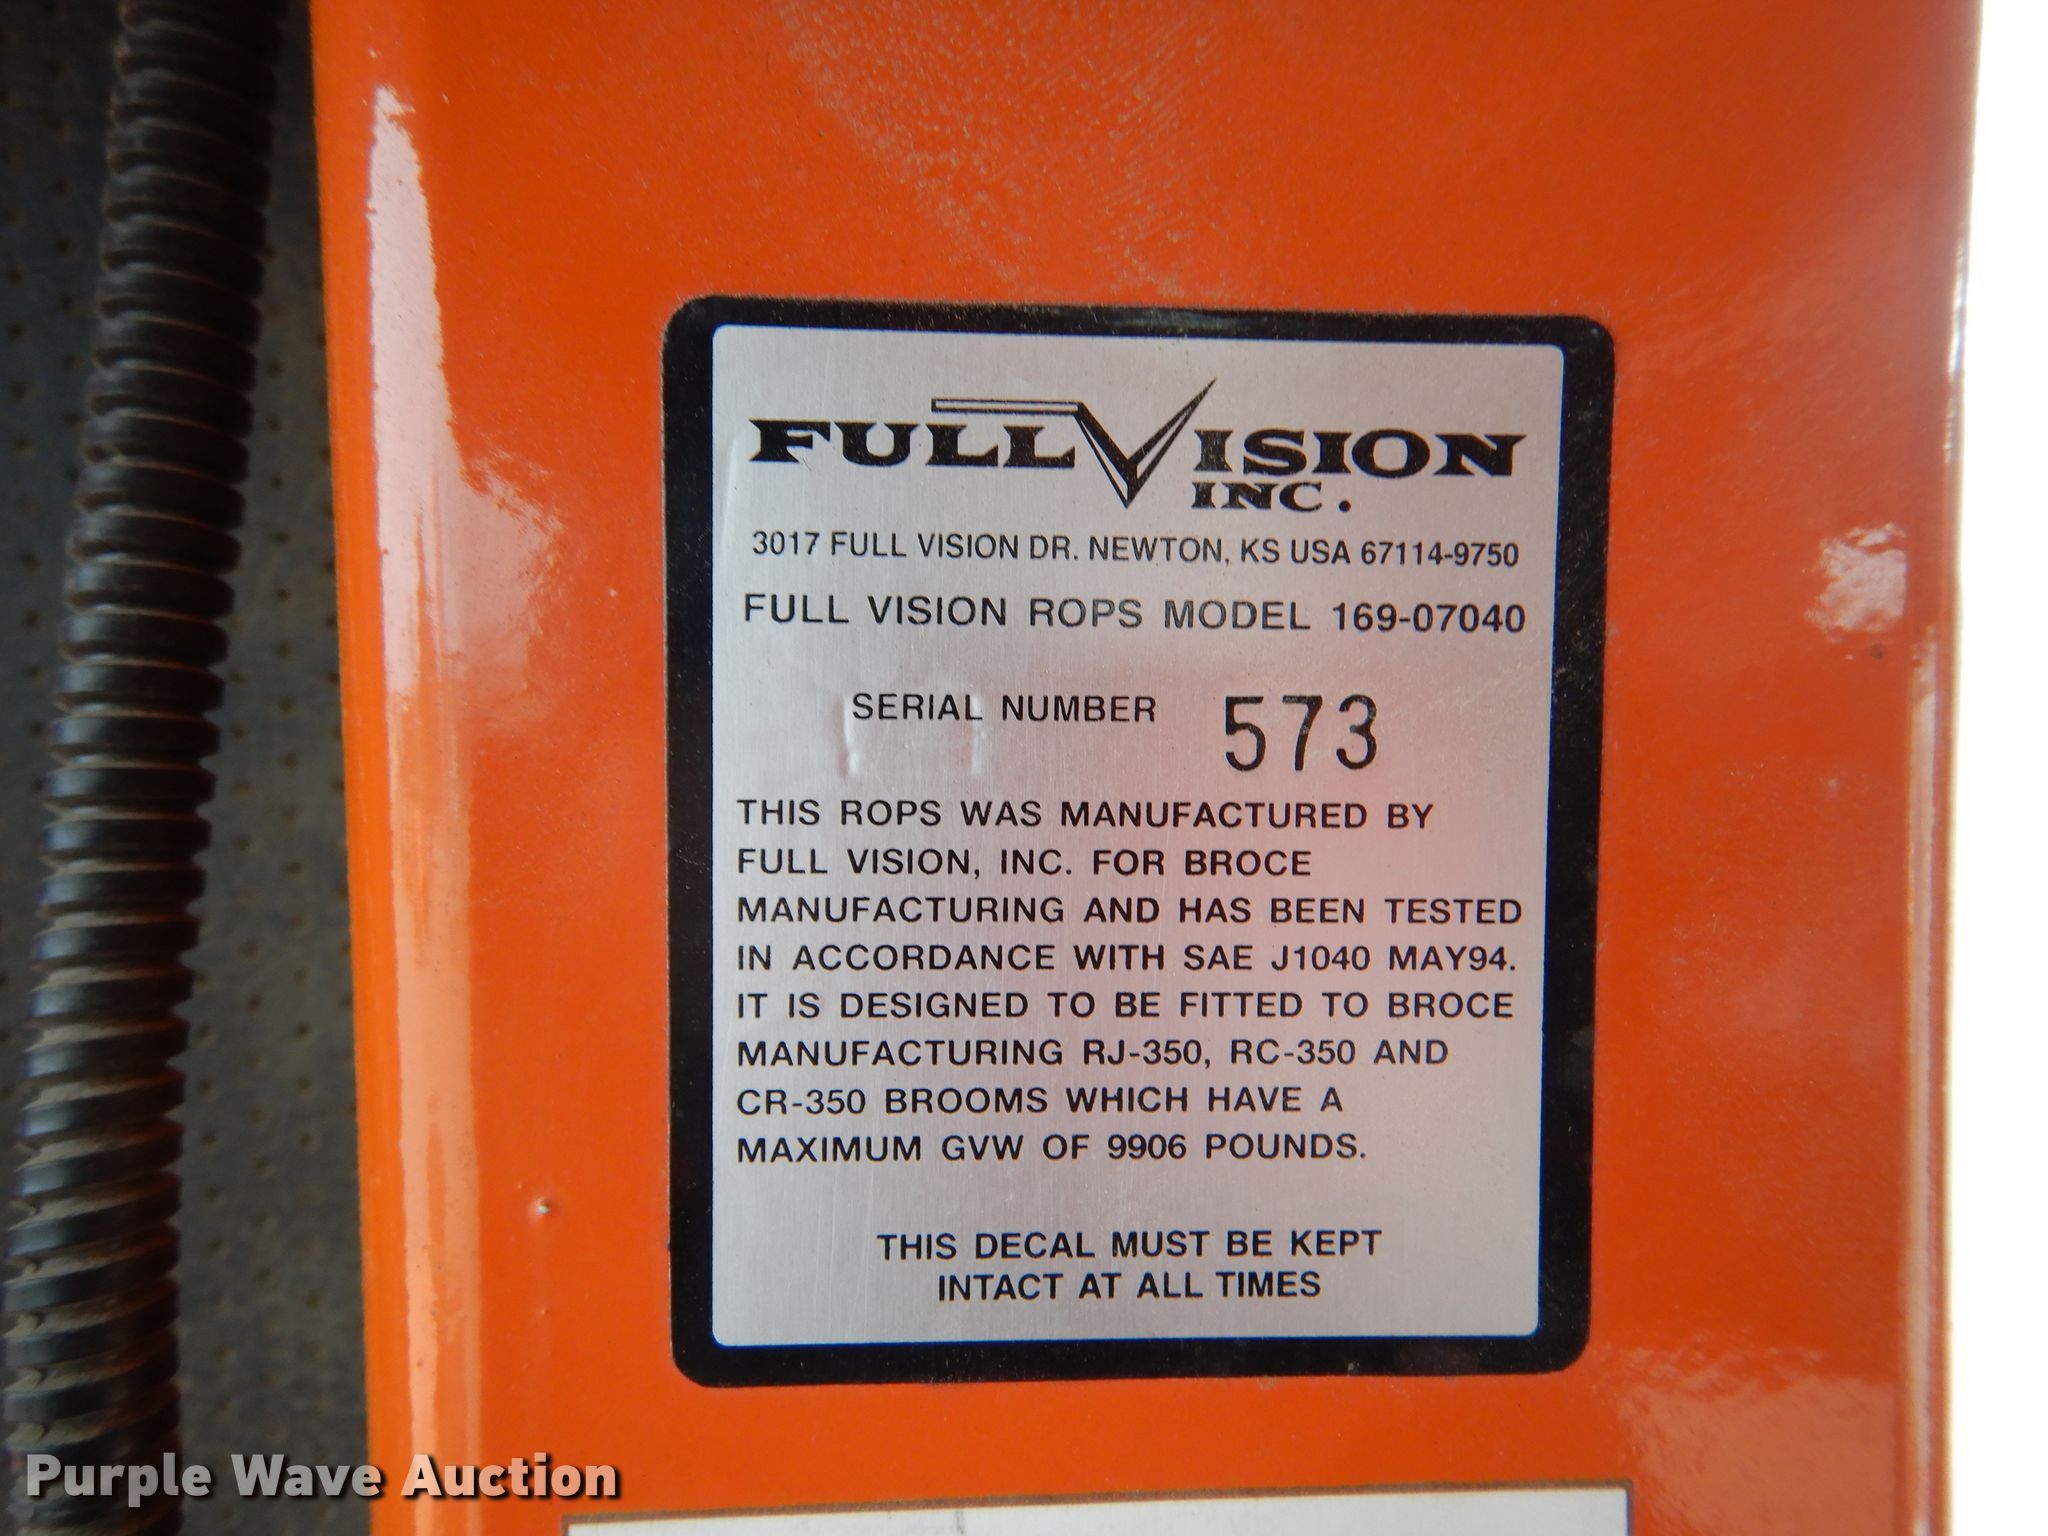 FULL VISION
INC.
3017 FULL VISION DR. NEWTON, KS USA 67114-9750
FULL VISION ROPS MODEL 169-07040
SERIAL NUMBER 573
THIS ROPS WAS MANUFACTURED BY
FULL VISION, INC. FOR BROCE
MANUFACTURING AND HAS BEEN TESTED
IN ACCORDANCE WITH SAE J1040 MAY94.
IT IS DESIGNED TO BE FITTED TO BROCE
MANUFACTURING RJ-350, RC-350 AND
CR-350 BROOMS WHICH HAVE A
MAXIMUM GVW OF 9906 POUNDS.
THIS DECAL MUST BE KEPT
INTACT AT ALL TIMES
Purple Wave Auction